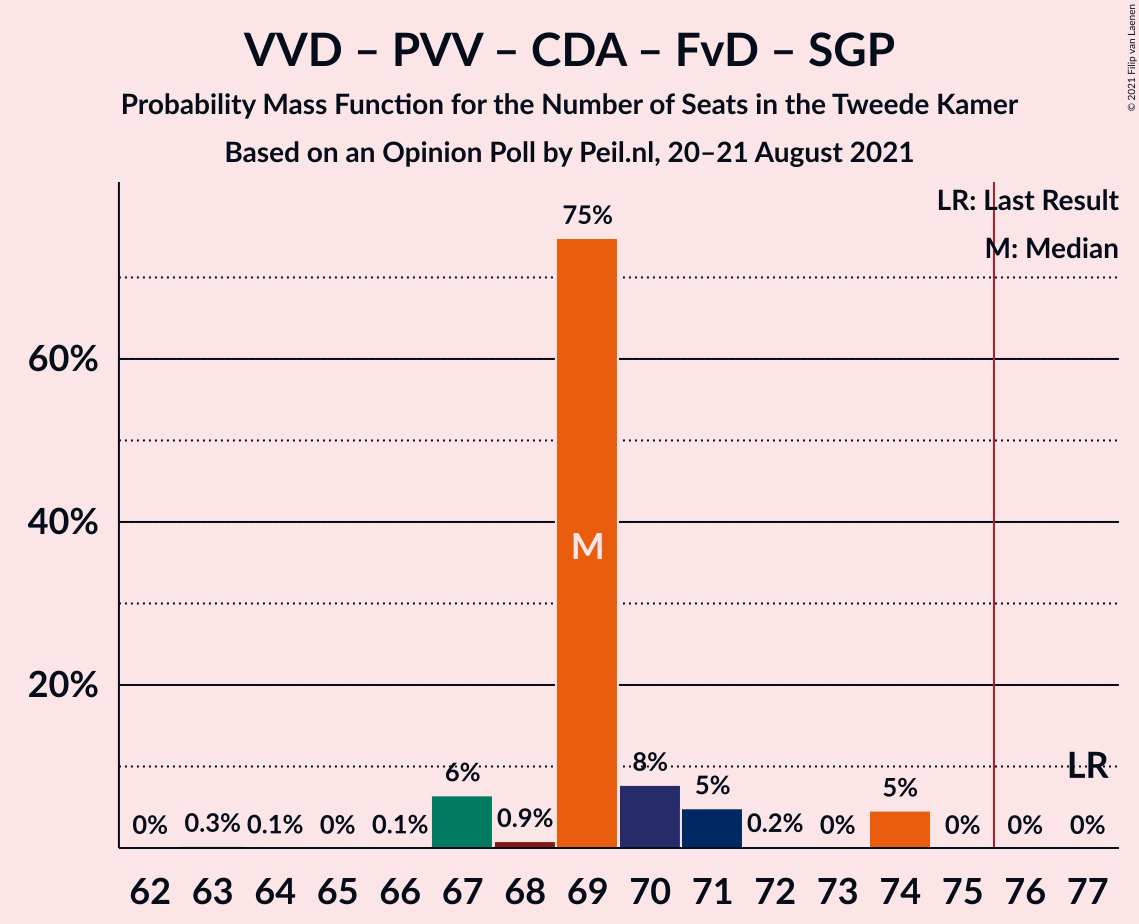 VVD – PVV – CDA – FvD – SGP
Probability Mass Function for the Number of Seats in the Tweede Kamer
Based on an Opinion Poll by Peil.nl, 20–21 August 2021
© 2021 Filip van Laenen
LR: Last Result
M: Median
60%
40%
20%
0% 0.3% 0.1% 0% 0.1% 6% 0.9% 75% 8% 5% 0.2% 0% 5% 0% 0% 0%
M
LR
62 63 64 65 66 67 68 69 70 71 72 73 74 75 76 77